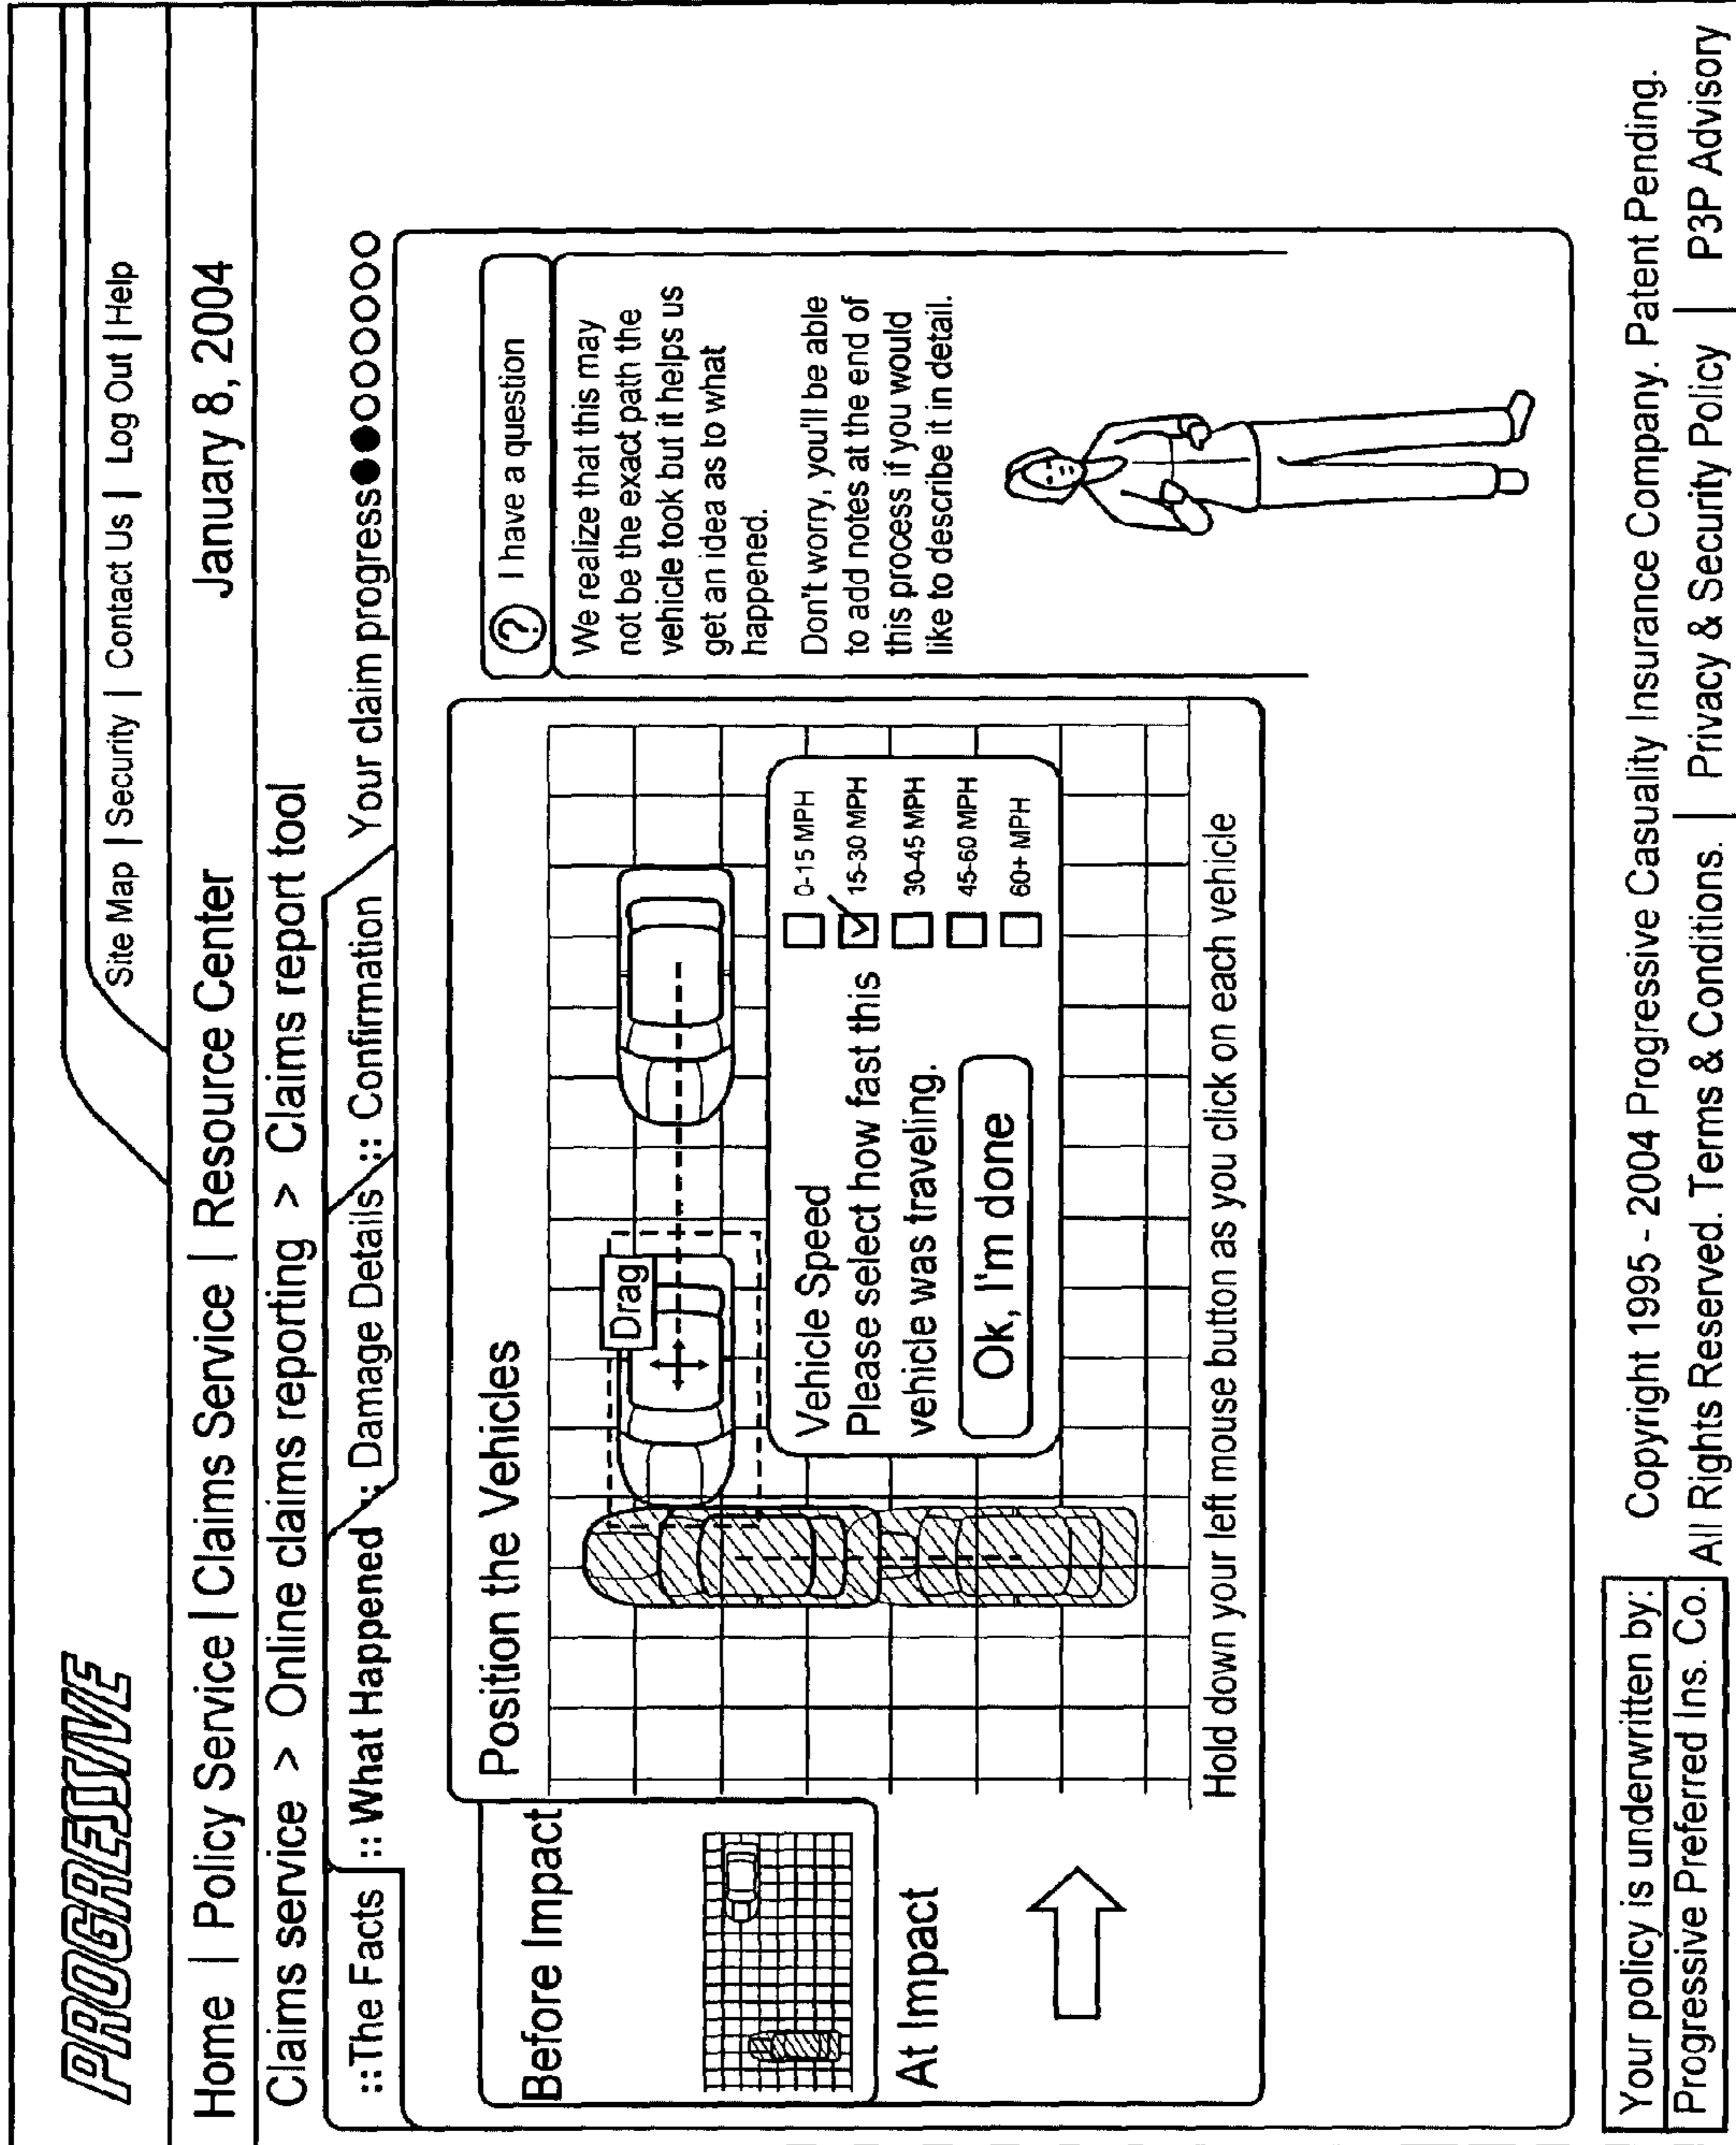 PROGRESSIVE
Site Map | Security | Contact Us | Log Out | Help
Home | Policy Service | Claims Service | Resource Center
January 8, 2004
Claims service > Online claims reporting > Claims report tool
:: The Facts :: What Happened :: Damage Details :: Confirmation Your claim progress
Before Impact
At Impact
Position the Vehicles
Drag
Vehicle Speed
Please select how fast this
vehicle was traveling.
Ok, I'm done
0-15 MPH
15-30 MPH
30-45 MPH
45-60 MPH
60+ MPH
Hold down your left mouse button as you click on each vehicle
? I have a question
We realize that this may
not be the exact path the
vehicle took but it helps us
get an idea as to what
happened.
Don't worry, you'll be able
to add notes at the end of
this process if you would
like to describe it in detail.
Your policy is underwritten by:
Progressive Preferred Ins. Co.
Copyright 1995 - 2004 Progressive Casuality Insurance Company. Patent Pending.
All Rights Reserved. Terms & Conditions. | Privacy & Security Policy | P3P Advisory